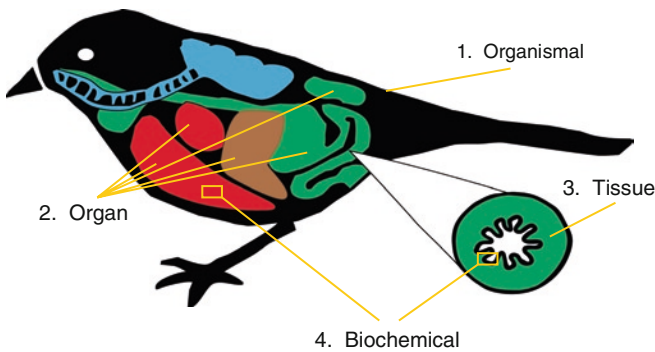 1. Organismal
2. Organ
3. Tissue
4. Biochemical